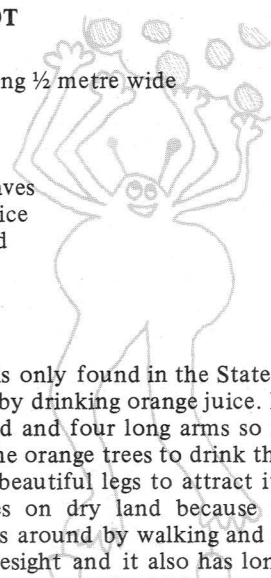 OT
ng ½ metre wide
ves
ice
d
s only found in the State
by drinking orange juice.
d and four long arms so
ne orange trees to drink th
beautiful legs to attract i
es on dry land because
s around by walking and
esight and it also has lon